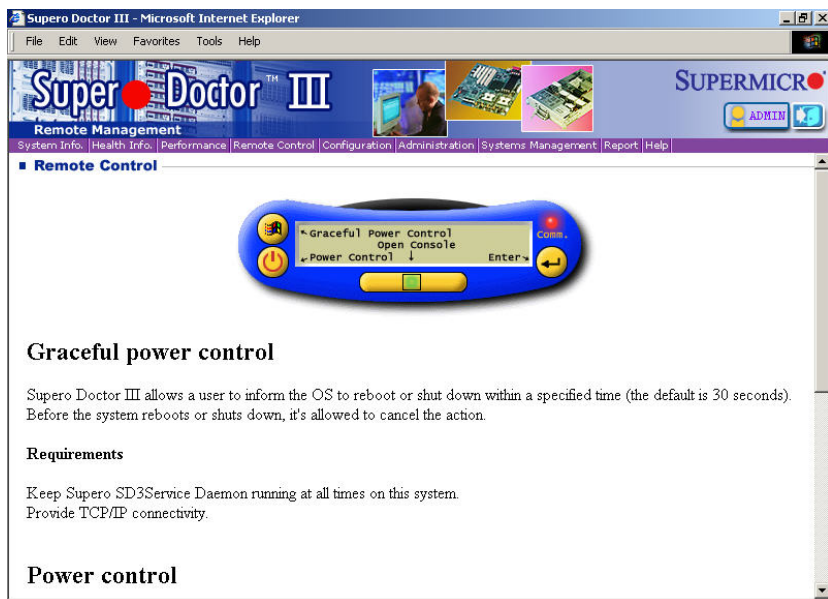 Supero Doctor III - Microsoft Internet Explorer
File Edit View Favorites Tools Help
Super Doctor™ III
SUPERMICR
Remote Management
ADMIN
System Info. Health Info. Performance Remote Control Configuration Administration Systems Management Report Help
Remote Control
Graceful Power Control
Open Console
Power Control
Enter
Comm.
Graceful power control
Supero Doctor III allows a user to inform the OS to reboot or shut down within a specified time (the default is 30 seconds).
Before the system reboots or shuts down, it's allowed to cancel the action.
Requirements
Keep Supero SD3Service Daemon running at all times on this system.
Provide TCP/IP connectivity.
Power control